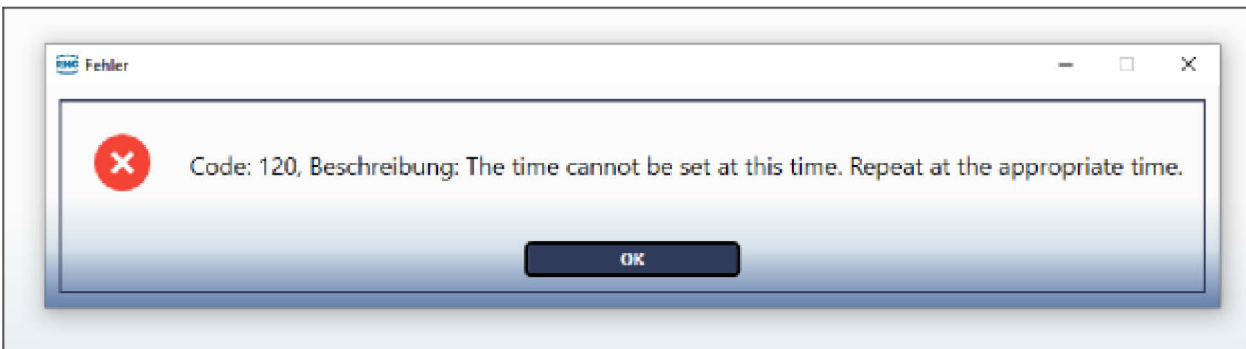 Fehler
Code: 120, Beschreibung: The time cannot be set at this time. Repeat at the appropriate time.
OK